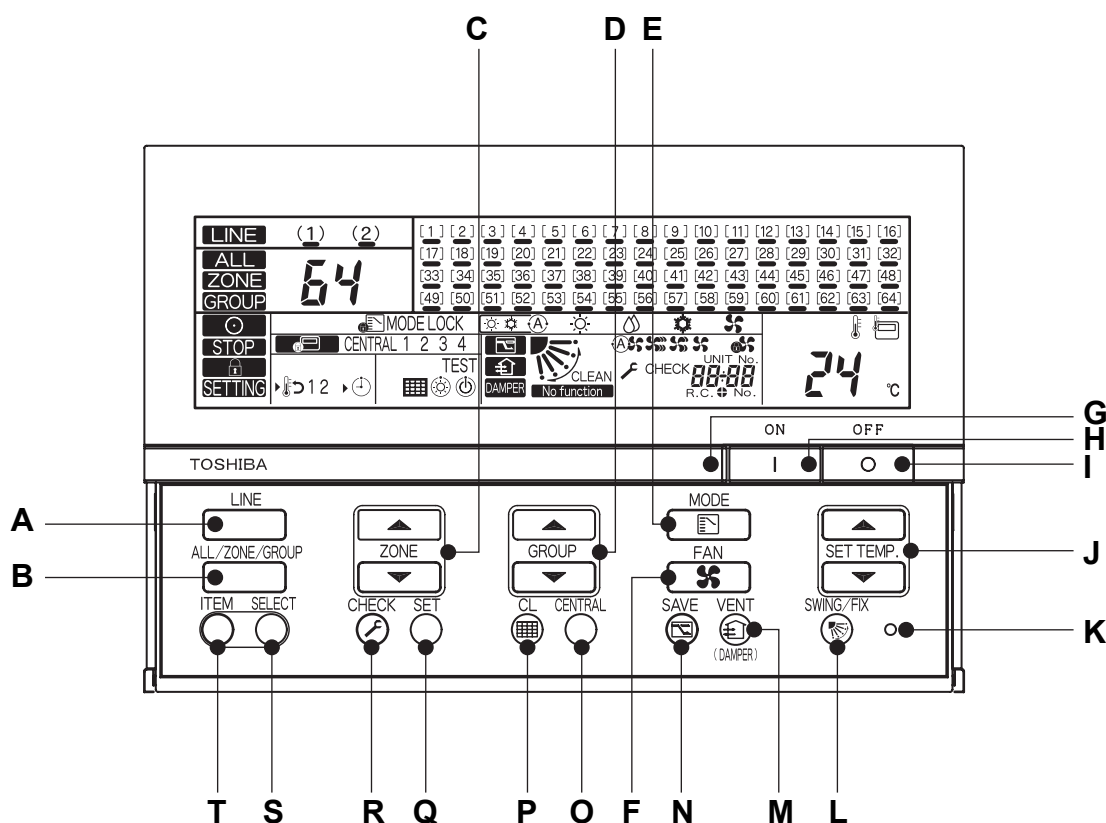 C D E
LINE (1) (2) [1] [2] [3] [4] [5] [6] [7] [8] [9] [10] [11] [12] [13] [14] [15] [16]
ALL [17] [18] [19] [20] [21] [22] [23] [24] [25] [26] [27] [28] [29] [30] [31] [32]
ZONE 64 [33] [34] [35] [36] [37] [38] [39] [40] [41] [42] [43] [44] [45] [46] [47] [48]
GROUP [49] [50] [51] [52] [53] [54] [55] [56] [57] [58] [59] [60] [61] [62] [63] [64]
MODE LOCK A
STOP CENTRAL 1 2 3 4 A
TEST UNIT No.
CLEAN CHECK 88:88 24 °C
SETTING 12 DAMPER No function R.C. No.
G
ON OFF H
TOSHIBA I O I
LINE MODE
A
ALL/ZONE/GROUP ZONE C GROUP FAN SET TEMP. J
B
ITEM SELECT CHECK SET CL CENTRAL SAVE VENT SWING/FIX
K
(DAMPER)
T S R Q P O F N M L